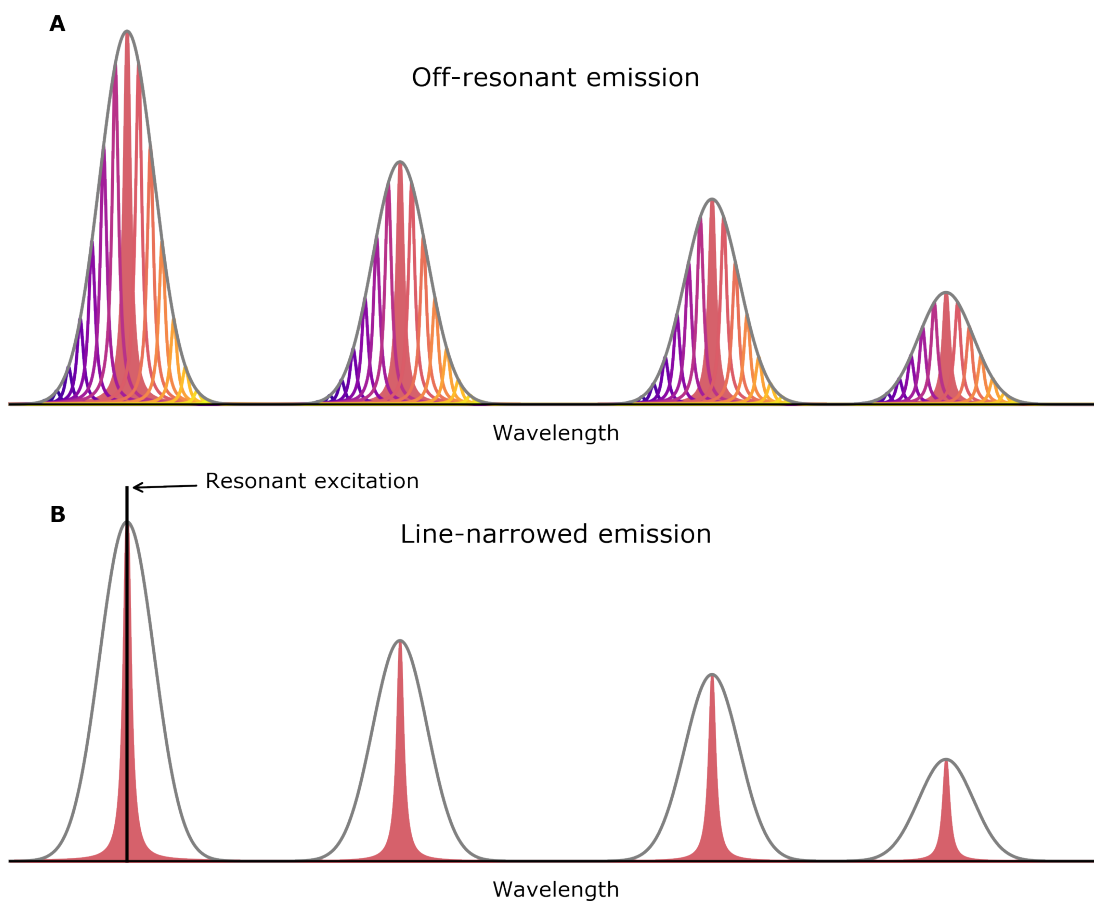 A
Off-resonant emission
Wavelength
Resonant excitation
B
Line-narrowed emission
Wavelength